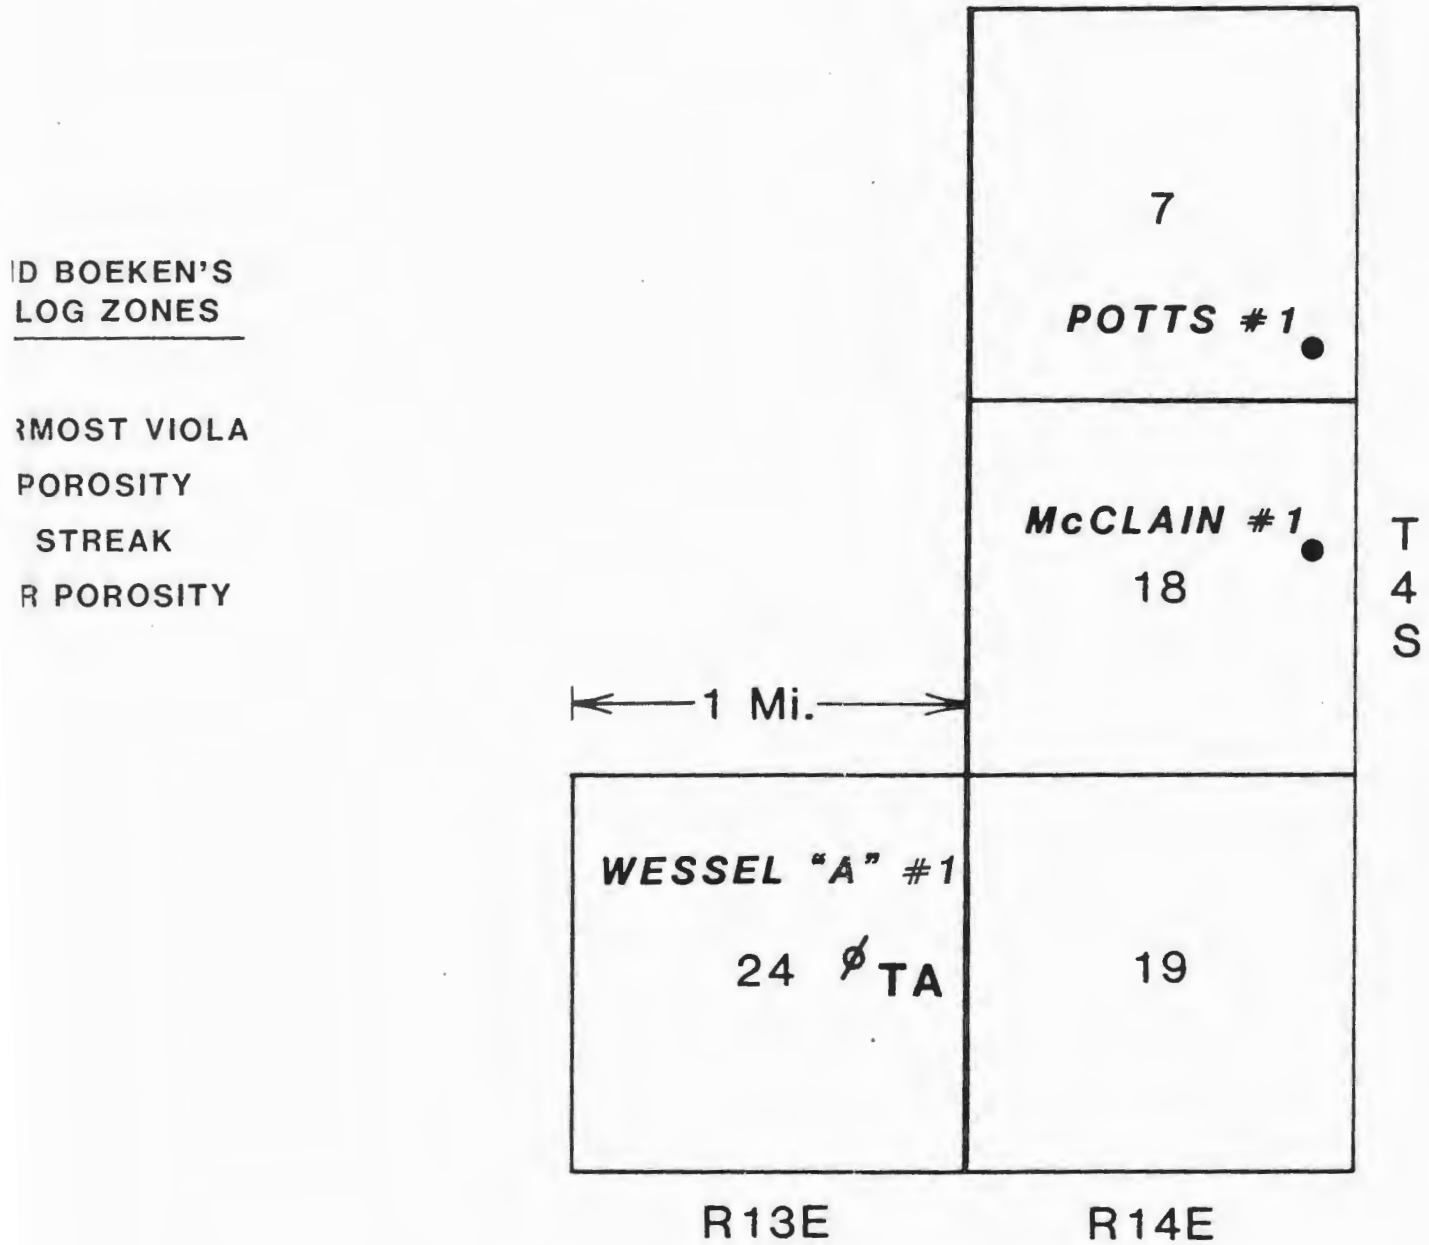 BOEKEN'S
LOG ZONES
VIOLA
POROSITY
STREAK
POROSITY
7
POTTS #1
McCLAIN #1
18
T
4
S
1 Mi.
WESSEL "A" #1
24 ϕ TA
19
R13E
R14E